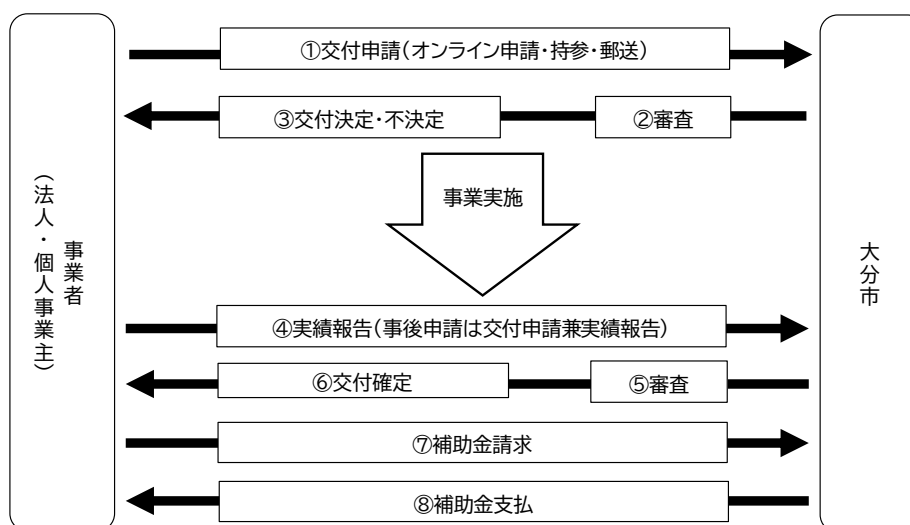 事業者
(法人・個人事業主)
①交付申請(オンライン申請・持参・郵送)
③交付決定・不決定
②審査
事業実施
④実績報告(事後申請は交付申請兼実績報告)
⑥交付確定
⑤審査
⑦補助金請求
⑧補助金支払
大分市